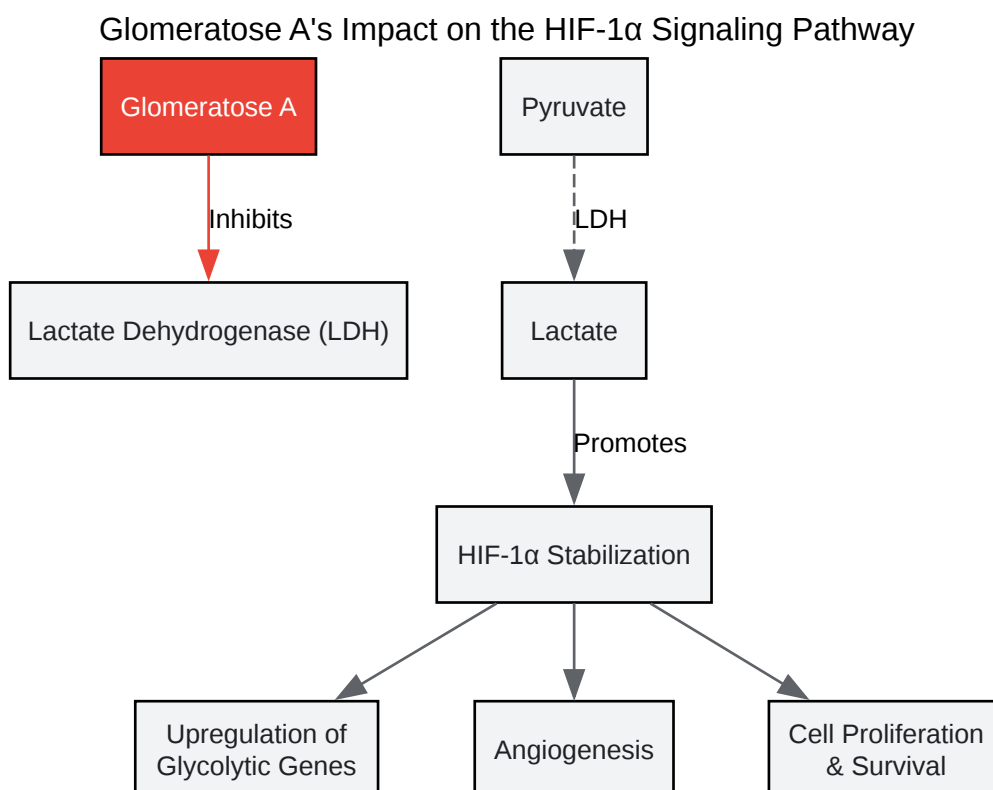 Glomeratose A's Impact on the HIF-1α Signaling Pathway
Glomeratose A
Pyruvate
Inhibits
LDH
Lactate Dehydrogenase (LDH)
Lactate
Promotes
HIF-1α Stabilization
Upregulation of
Glycolytic Genes
Angiogenesis
Cell Proliferation
& Survival